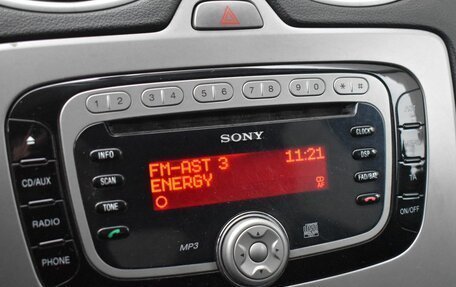 1 2 3 4 5 6 7 8 9 0 * #
SONY
INFO
SCAN
TONE
CD/AUX
RADIO
PHONE
FM-AST 3 11:21
ENERGY
CD
AF
CLOCK
DSP
FAD/BAL
ON/OFF
MP3